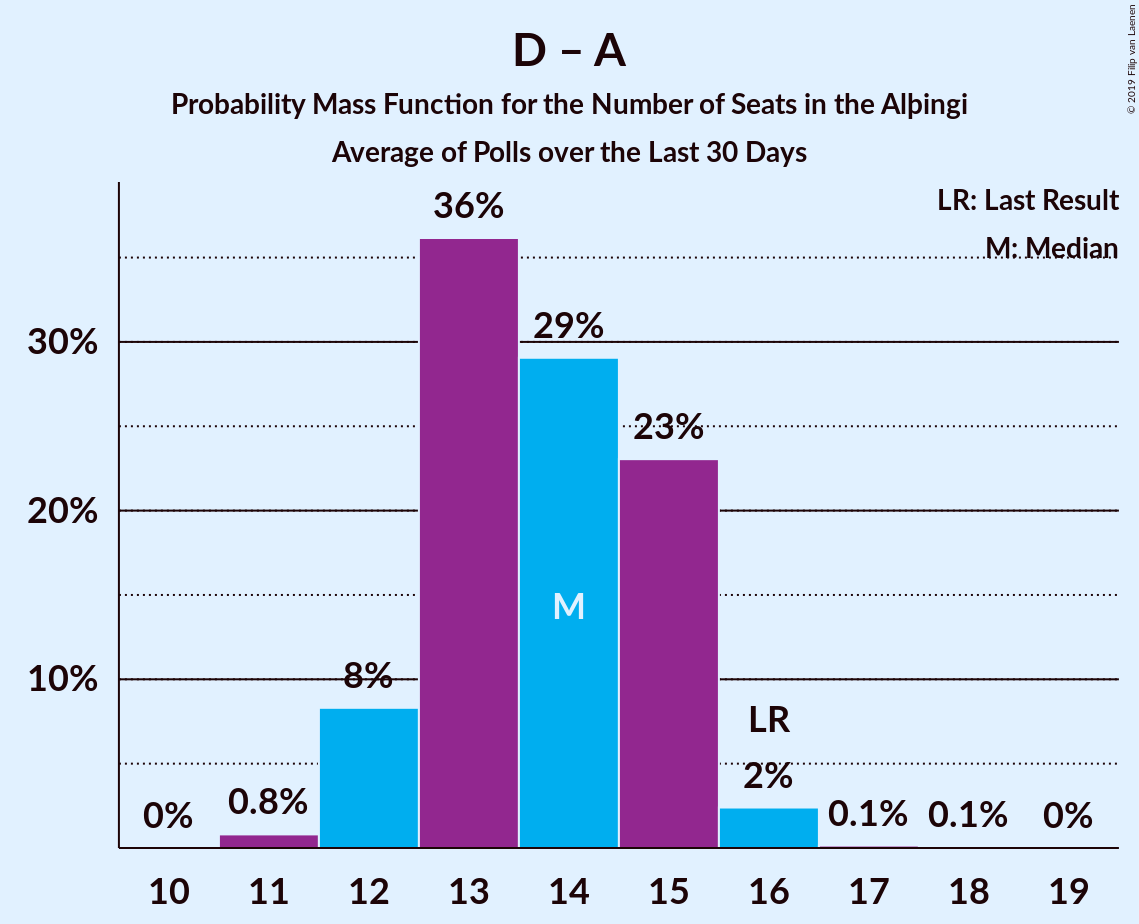 D – A
Probability Mass Function for the Number of Seats in the Alþingi
Average of Polls over the Last 30 Days
© 2019 Filip van Laenen
LR: Last Result
M: Median
36%
29%
23%
8%
0%
0.8%
M
LR
2%
0.1%
0.1%
0%
30%
20%
10%
10 11 12 13 14 15 16 17 18 19